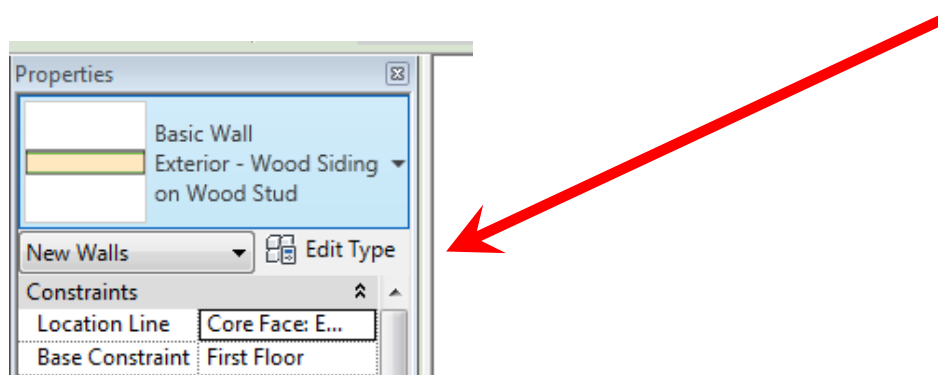 Properties
Basic Wall
Exterior - Wood Siding
on Wood Stud
New Walls Edit Type
Constraints
Location Line Core Face: E...
Base Constraint First Floor